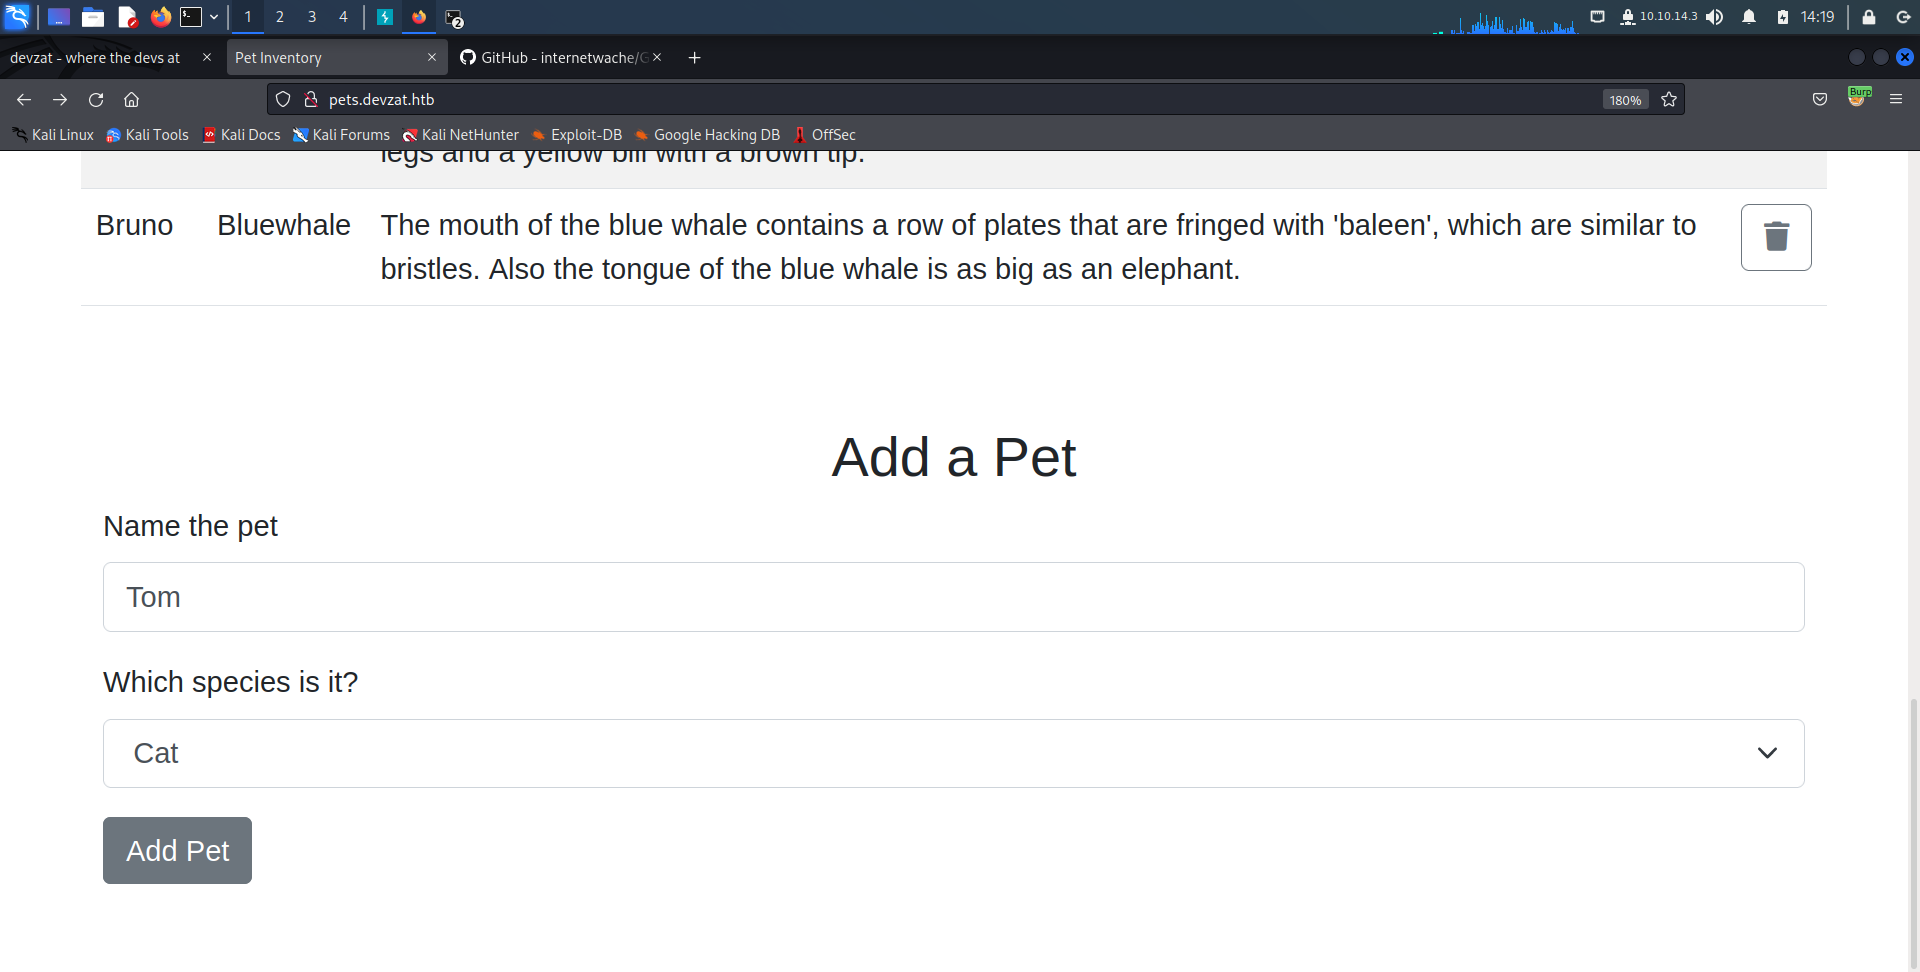 1 2 3 4 2 10.10.14.3 14:19
devzat - where the devs at Pet Inventory GitHub - internetwache/G
pets.devzat.htb 180% Burp
Kali Linux Kali Tools Kali Docs Kali Forums Kali NetHunter Exploit-DB Google Hacking DB OffSec
legs and a yellow bill with a brown tip.
Bruno Bluewhale The mouth of the blue whale contains a row of plates that are fringed with 'baleen', which are similar to
bristles. Also the tongue of the blue whale is as big as an elephant.
Add a Pet
Name the pet
Tom
Which species is it?
Cat
Add Pet